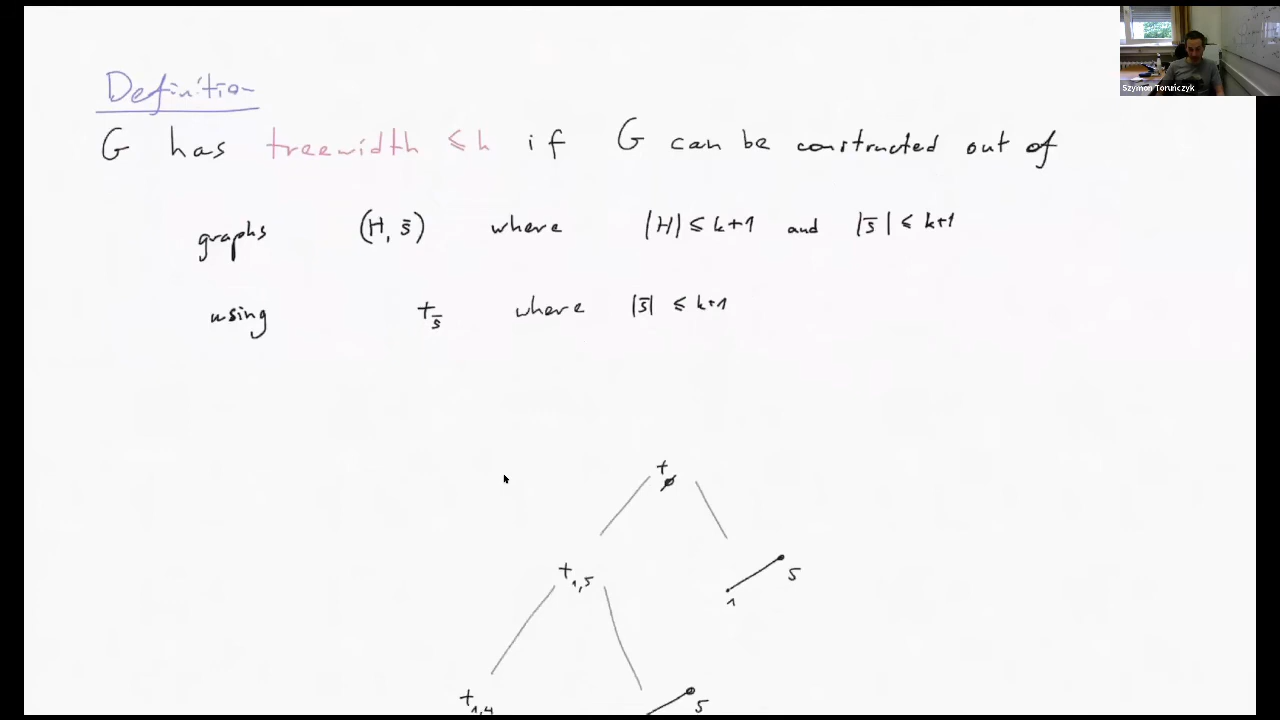 Szymon Toruńczyk
Definition
G has treewidth ≤ k if G can be constructed out of
graphs (H, s̄) where |H| ≤ k+1 and |s̄| ≤ k+1
using +s̄ where |s̄| ≤ k+1
+∅
+1,5
5
1
+1,4
5